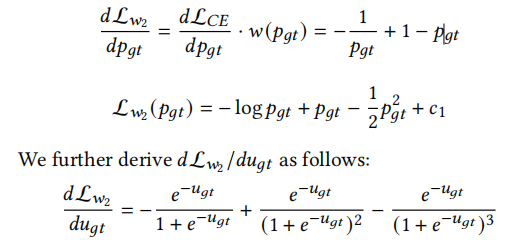 \frac{d\mathcal{L}_{w_2}}{dp_{gt}} = \frac{d\mathcal{L}_{CE}}{dp_{gt}} \cdot w(p_{gt}) = -\frac{1}{p_{gt}} + 1 - p_{gt}
\mathcal{L}_{w_2}(p_{gt}) = -\log p_{gt} + p_{gt} - \frac{1}{2}p_{gt}^2 + c_1
We further derive d\mathcal{L}_{w_2}/du_{gt} as follows:
\frac{d\mathcal{L}_{w_2}}{du_{gt}} = -\frac{e^{-u_{gt}}}{1+e^{-u_{gt}}} + \frac{e^{-u_{gt}}}{(1+e^{-u_{gt}})^2} - \frac{e^{-u_{gt}}}{(1+e^{-u_{gt}})^3}